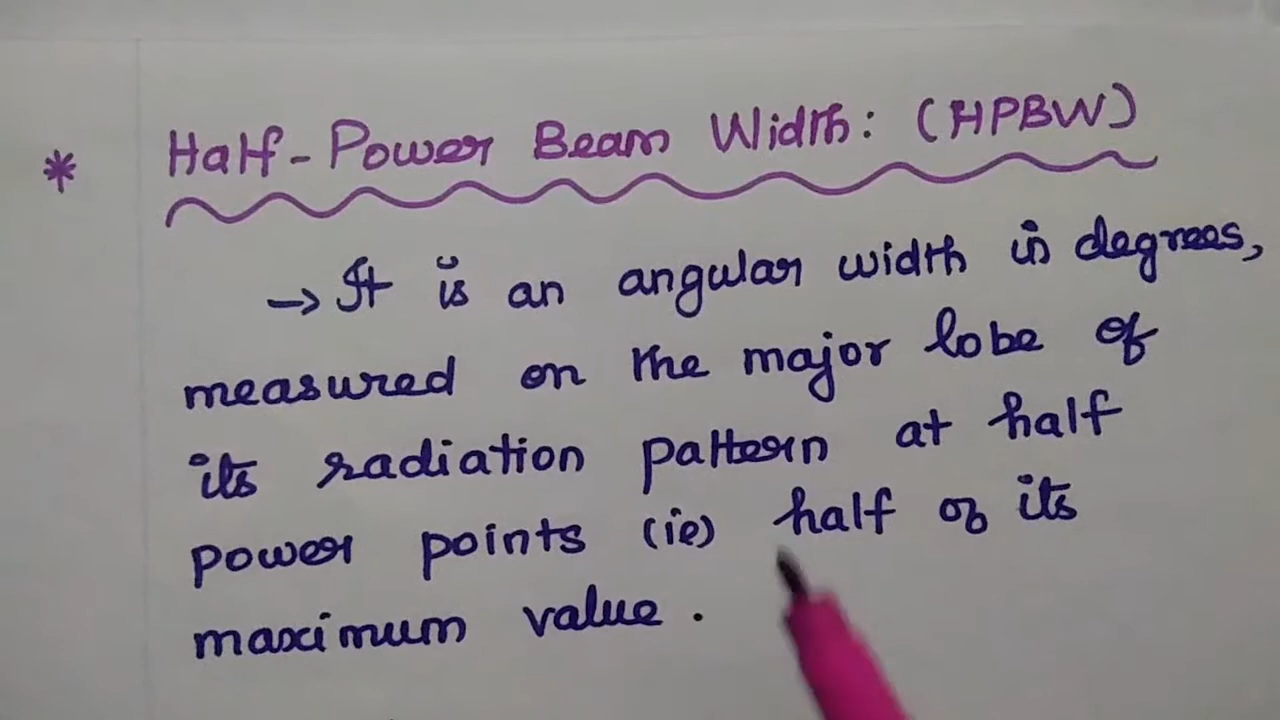 * Half-Power Beam Width: (HPBW)
→ It is an angular width in degrees,
measured on the major lobe of
its radiation pattern at half
power points (ie) half of its
maximum value.